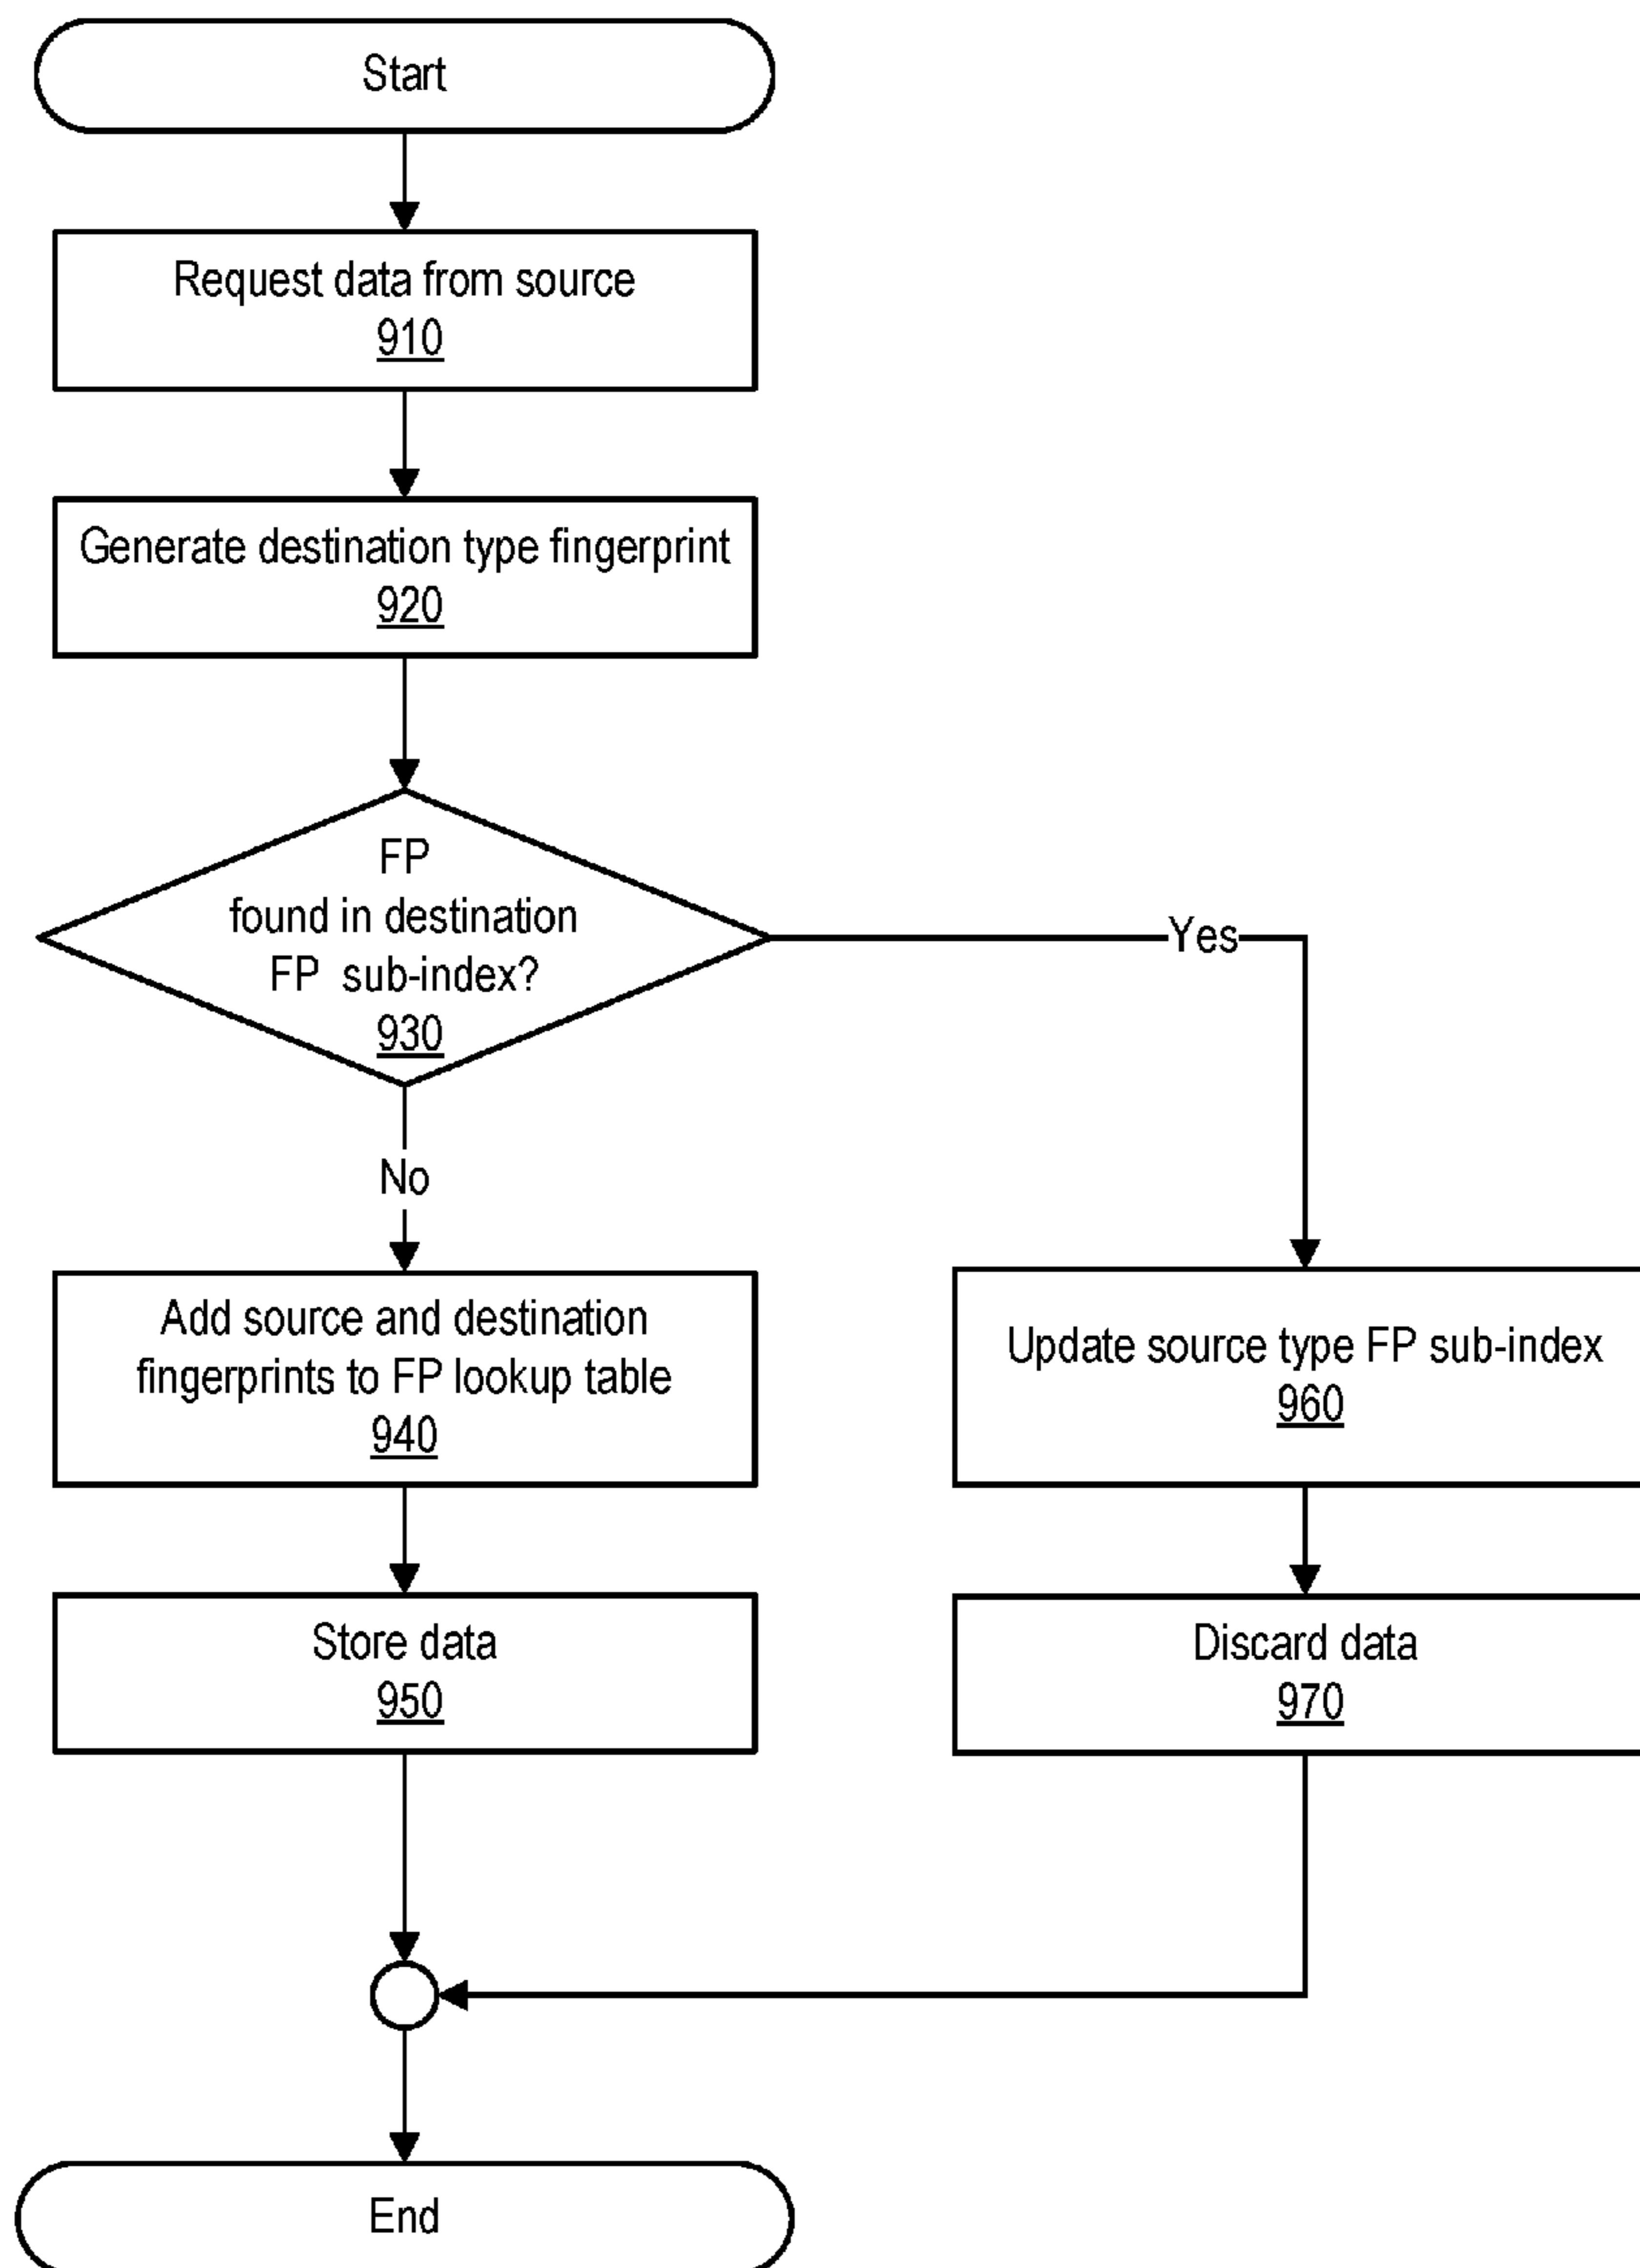 Start
Request data from source
910
Generate destination type fingerprint
920
FP
found in destination
FP sub-index?
930
Yes
No
Add source and destination
fingerprints to FP lookup table
940
Update source type FP sub-index
960
Store data
950
Discard data
970
End